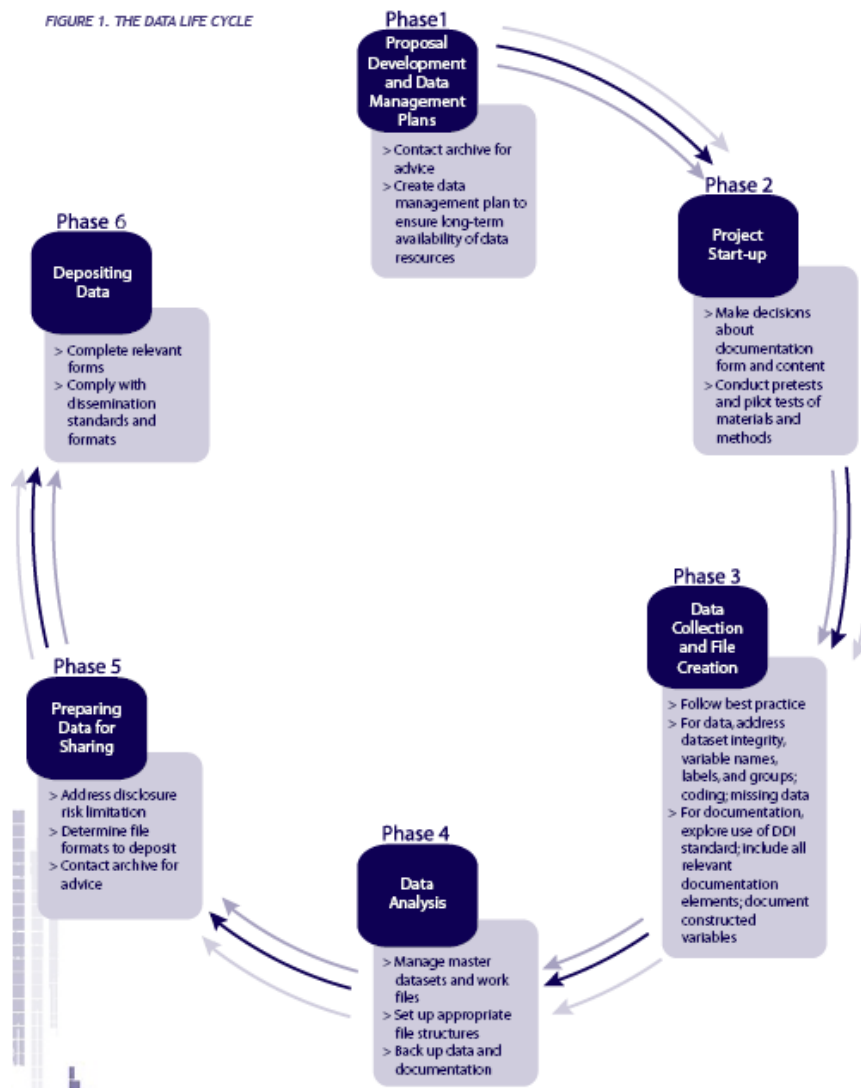 FIGURE 1. THE DATA LIFE CYCLE
Phase1
Proposal
Development
and Data
Management
Plans
> Contact archive for
advice
> Create data
management plan to
ensure long-term
availability of data
resources
Phase 2
Project
Start-up
> Make decisions
about
documentation
form and content
> Conduct pretests
and pilot tests of
materials and
methods
Phase 3
Data
Collection
and File
Creation
> Follow best practice
> For data, address
dataset integrity,
variable names,
labels, and groups;
coding; missing data
> For documentation,
explore use of DDI
standard; include all
relevant
documentation
elements; document
constructed
variables
Phase 4
Data
Analysis
> Manage master
datasets and work
files
> Set up appropriate
file structures
> Back up data and
documentation
Phase 5
Preparing
Data for
Sharing
> Address disclosure
risk limitation
> Determine file
formats to deposit
> Contact archive for
advice
Phase 6
Depositing
Data
> Complete relevant
forms
> Comply with
dissemination
standards and
formats